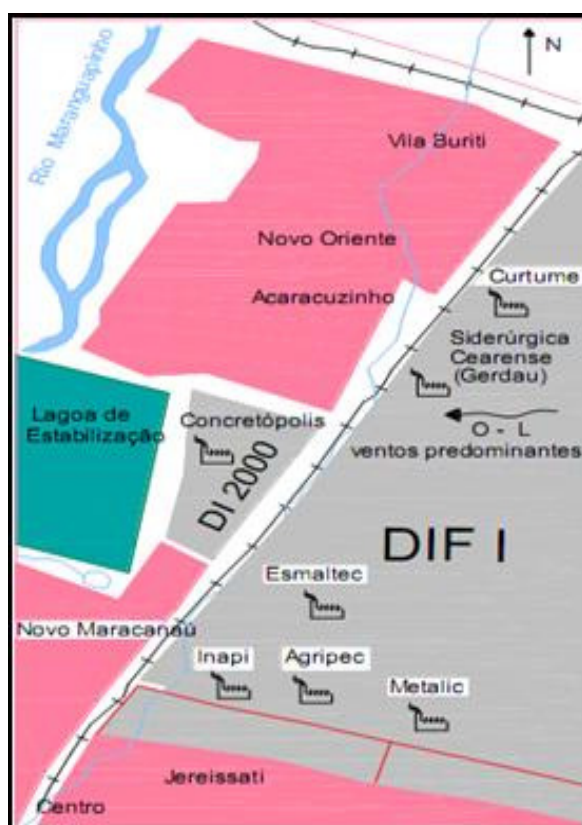 N
Rio Maranguapinho
Vila Buriti
Novo Oriente
Acaracuzinho
Curtume
Siderúrgica
Cearense
(Gerdau)
O - L
ventos predominantes
Lagoa de
Estabilização
Concretópolis
DI 2000
DIF I
Esmaltec
Novo Maracanaú
Inapi
Agripec
Metalic
Jereissati
Centro